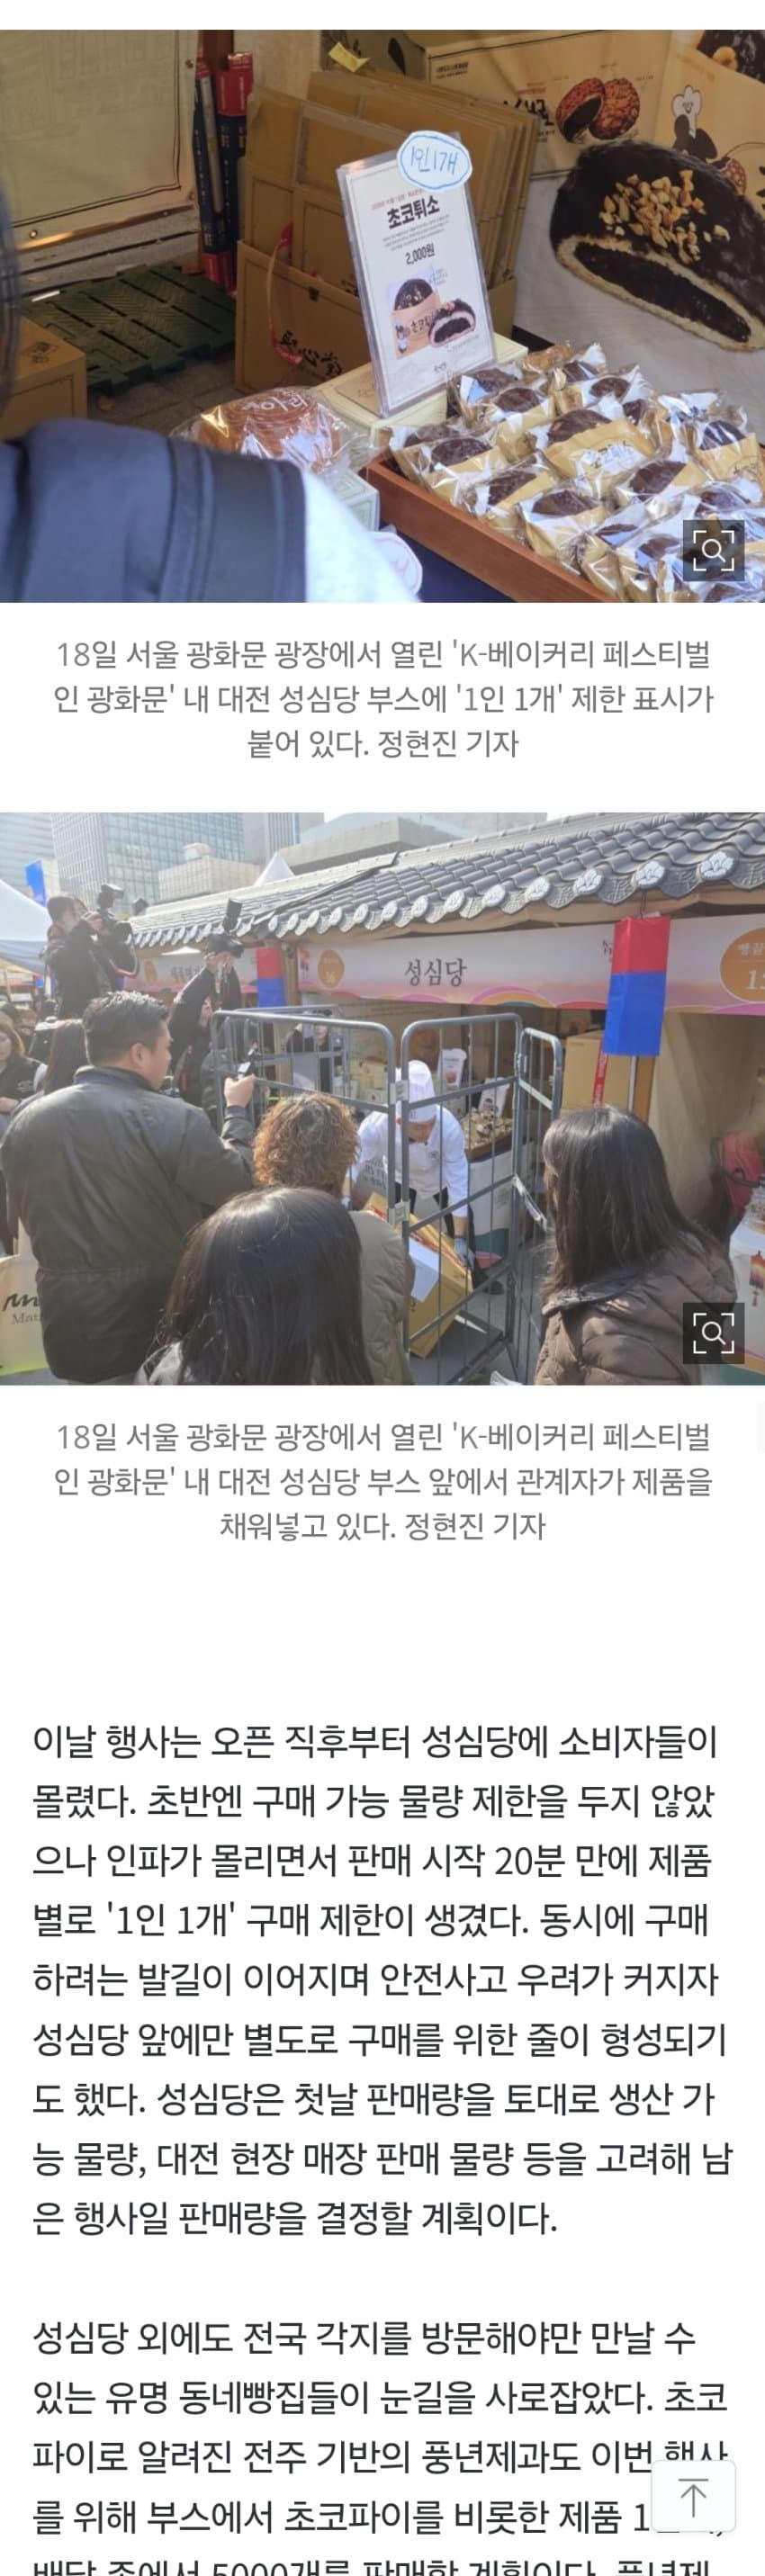 1인1개
초코튀소
2,000원
18일 서울 광화문 광장에서 열린 'K-베이커리 페스티벌
인 광화문' 내 대전 성심당 부스에 '1인 1개' 제한 표시가
붙어 있다. 정현진 기자
성심당
18일 서울 광화문 광장에서 열린 'K-베이커리 페스티벌
인 광화문' 내 대전 성심당 부스 앞에서 관계자가 제품을
채워넣고 있다. 정현진 기자
이날 행사는 오픈 직후부터 성심당에 소비자들이
몰렸다. 초반엔 구매 가능 물량 제한을 두지 않았
으나 인파가 몰리면서 판매 시작 20분 만에 제품
별로 '1인 1개' 구매 제한이 생겼다. 동시에 구매
하려는 발길이 이어지며 안전사고 우려가 커지자
성심당 앞에만 별도로 구매를 위한 줄이 형성되기
도 했다. 성심당은 첫날 판매량을 토대로 생산 가
능 물량, 대전 현장 매장 판매 물량 등을 고려해 남
은 행사일 판매량을 결정할 계획이다.
성심당 외에도 전국 각지를 방문해야만 만날 수
있는 유명 동네빵집들이 눈길을 사로잡았다. 초코
파이로 알려진 전주 기반의 풍년제과도 이번 행사
를 위해 부스에서 초코파이를 비롯한 제품
5000개를 판매할 계획이다. 풍년제